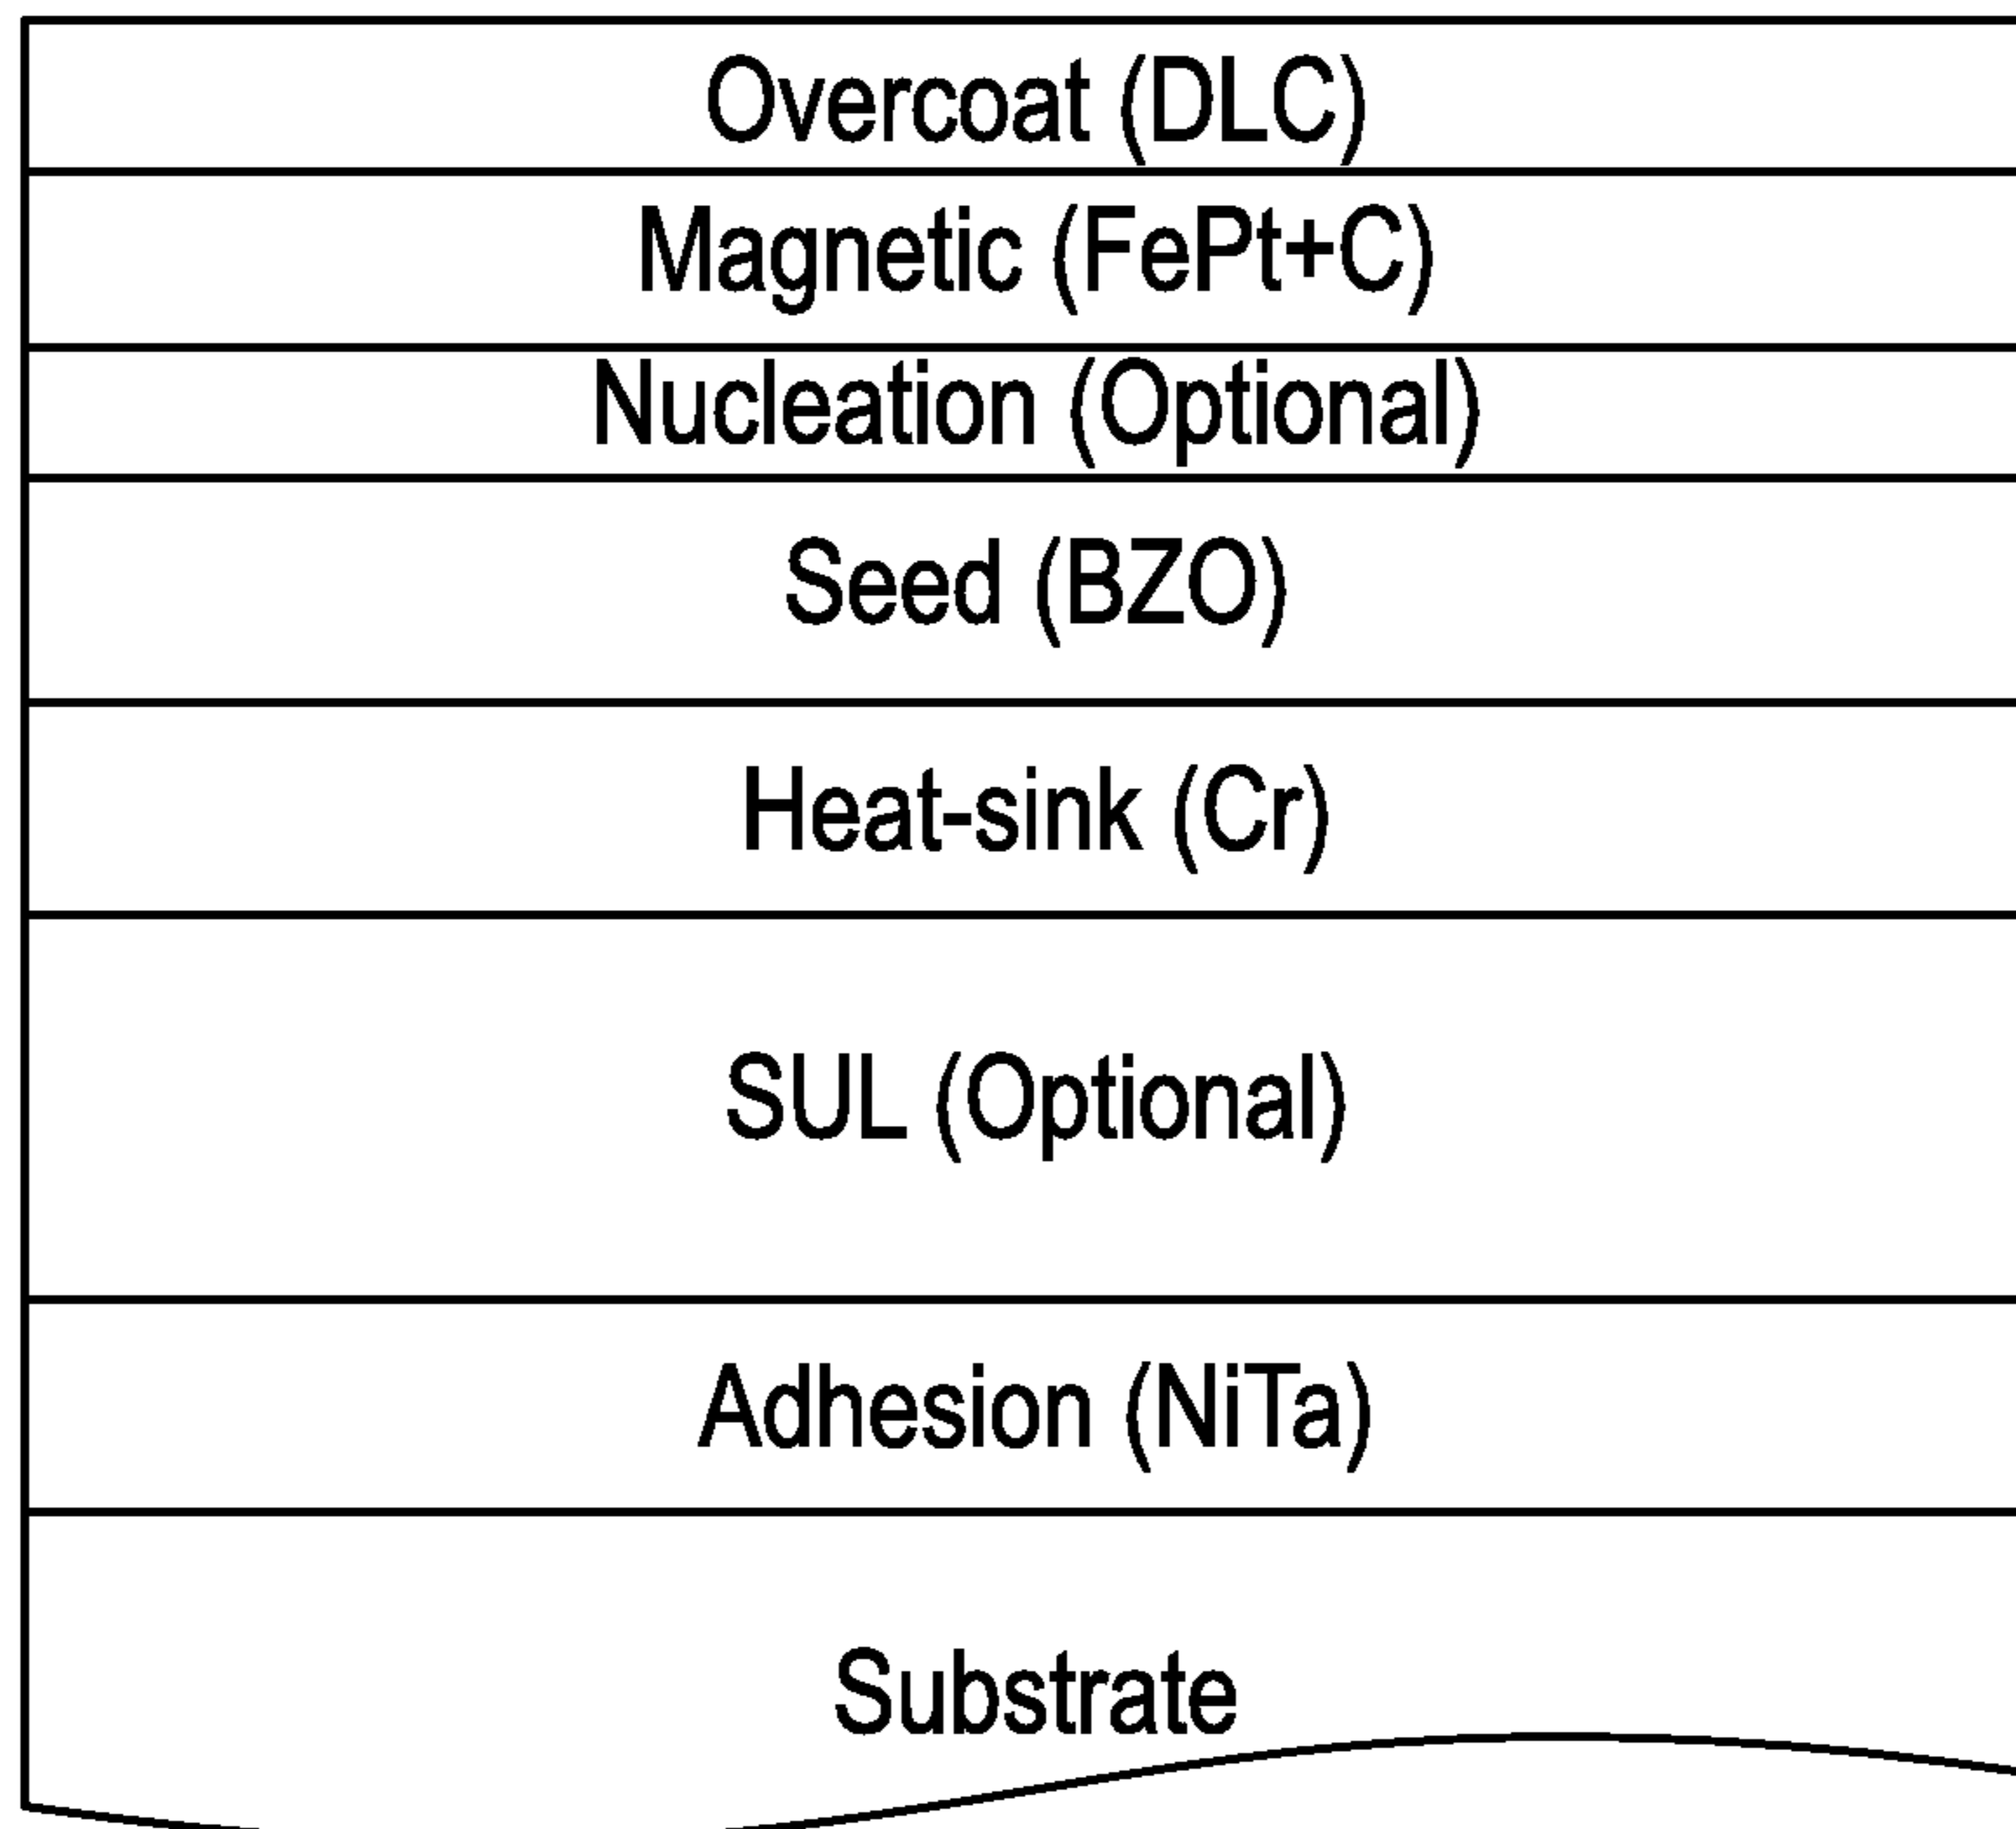 Overcoat (DLC)
Magnetic (FePt+C)
Nucleation (Optional)
Seed (BZO)
Heat-sink (Cr)
SUL (Optional)
Adhesion (NiTa)
Substrate